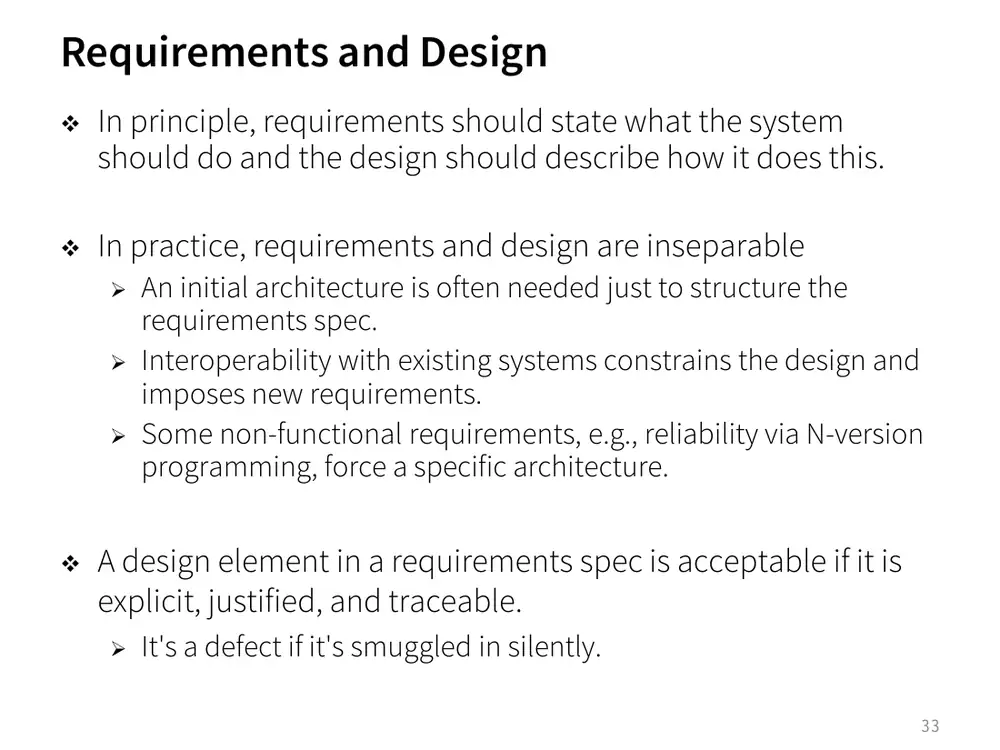 Requirements and Design
❖ In principle, requirements should state what the system
should do and the design should describe how it does this.
❖ In practice, requirements and design are inseparable
➢ An initial architecture is often needed just to structure the
requirements spec.
➢ Interoperability with existing systems constrains the design and
imposes new requirements.
➢ Some non-functional requirements, e.g., reliability via N-version
programming, force a specific architecture.
❖ A design element in a requirements spec is acceptable if it is
explicit, justified, and traceable.
➢ It's a defect if it's smuggled in silently.
33